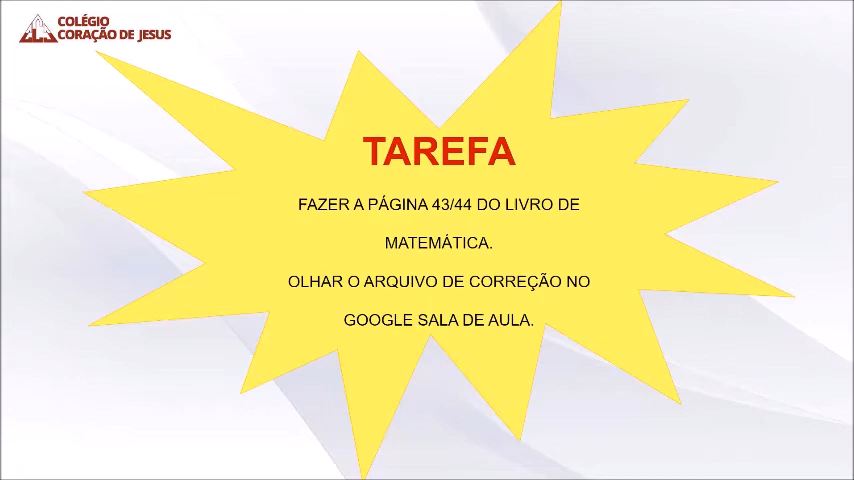 COLÉGIO
CORAÇÃO DE JESUS
TAREFA
FAZER A PÁGINA 43/44 DO LIVRO DE
MATEMÁTICA.
OLHAR O ARQUIVO DE CORREÇÃO NO
GOOGLE SALA DE AULA.